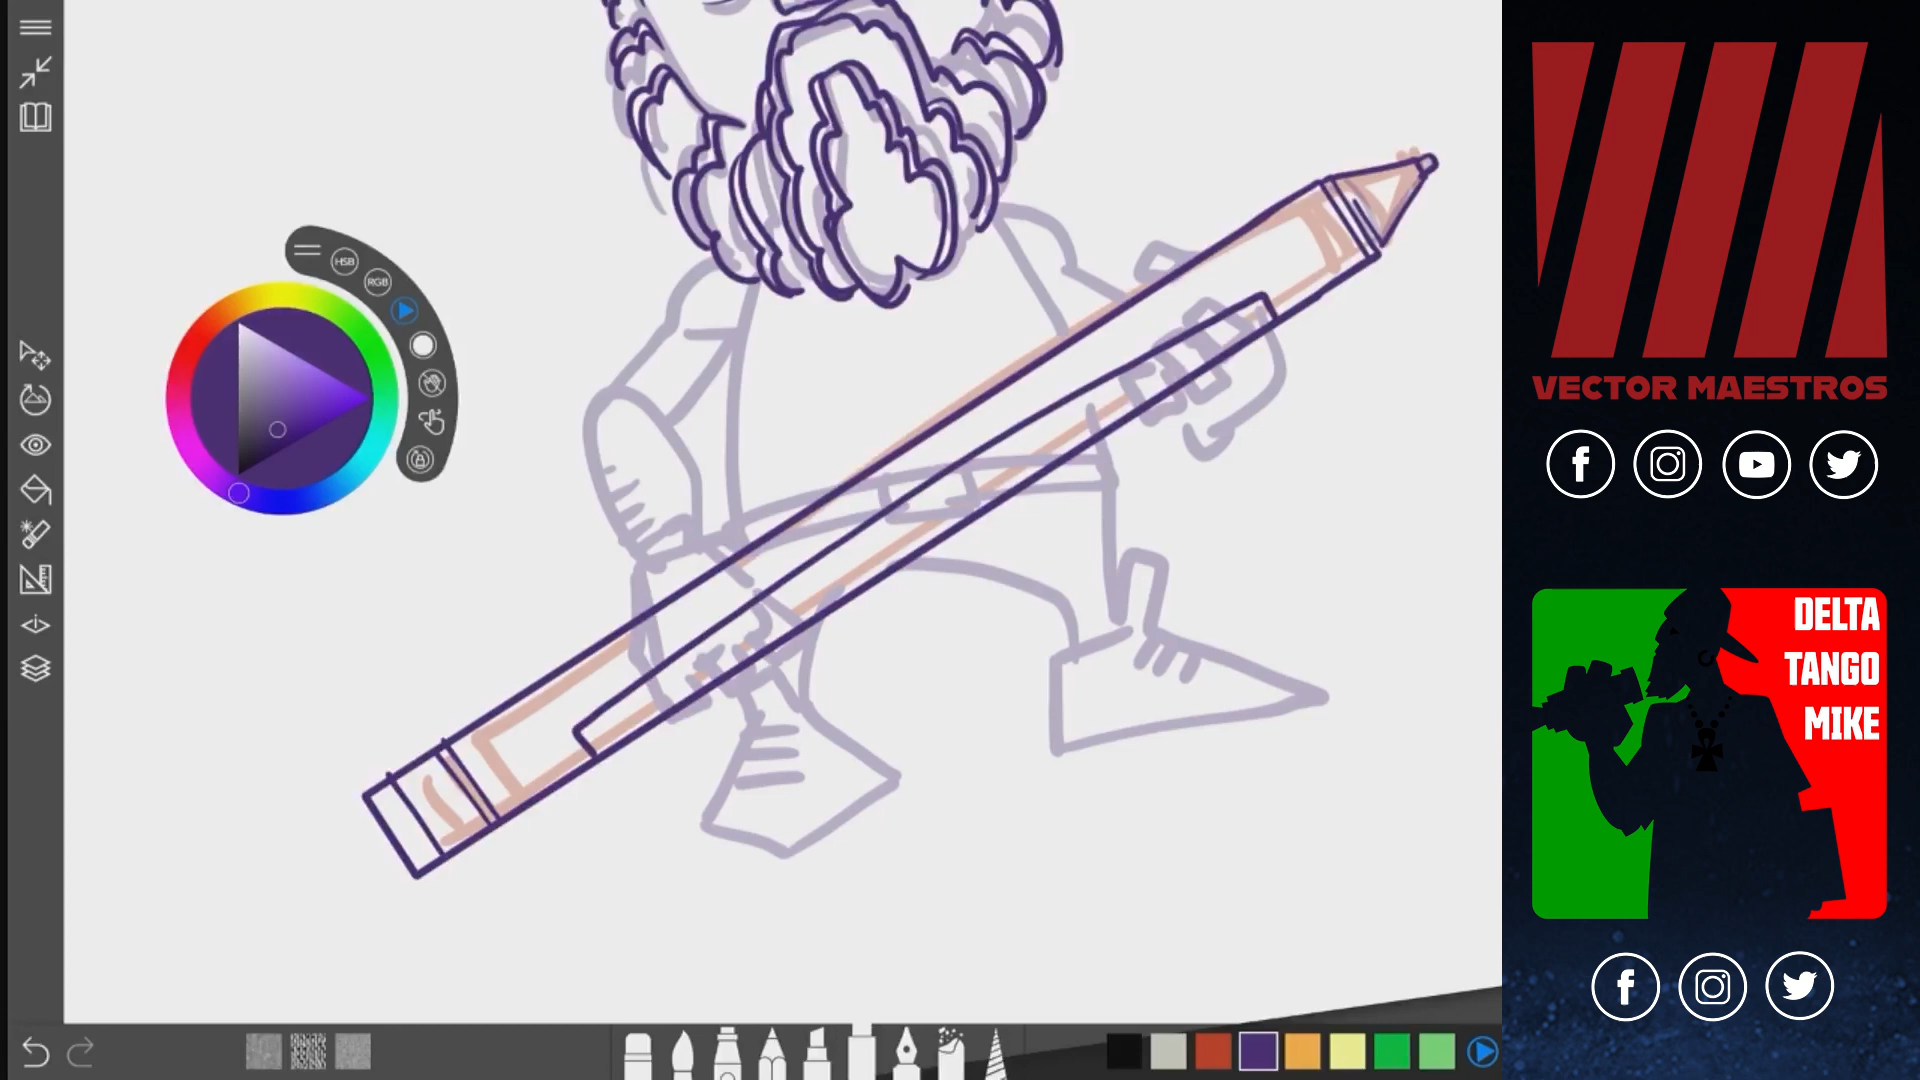 HSB
RGB
VECTOR MAESTROS
DELTA
TANGO
MIKE